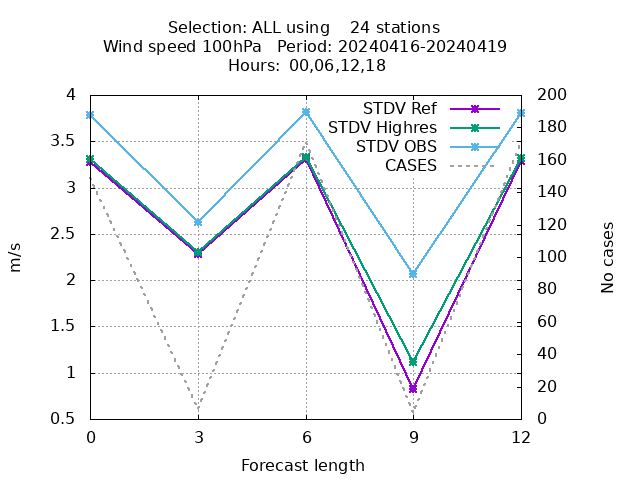 Selection: ALL using    24 stations
Wind speed 100hPa   Period: 20240416-20240419
Hours:  00,06,12,18
STDV Ref
STDV Highres
STDV OBS
CASES
4
3.5
3
2.5
2
1.5
1
0.5
200
180
160
140
120
100
80
60
40
20
0
0
3
6
9
12
m/s
No cases
Forecast length